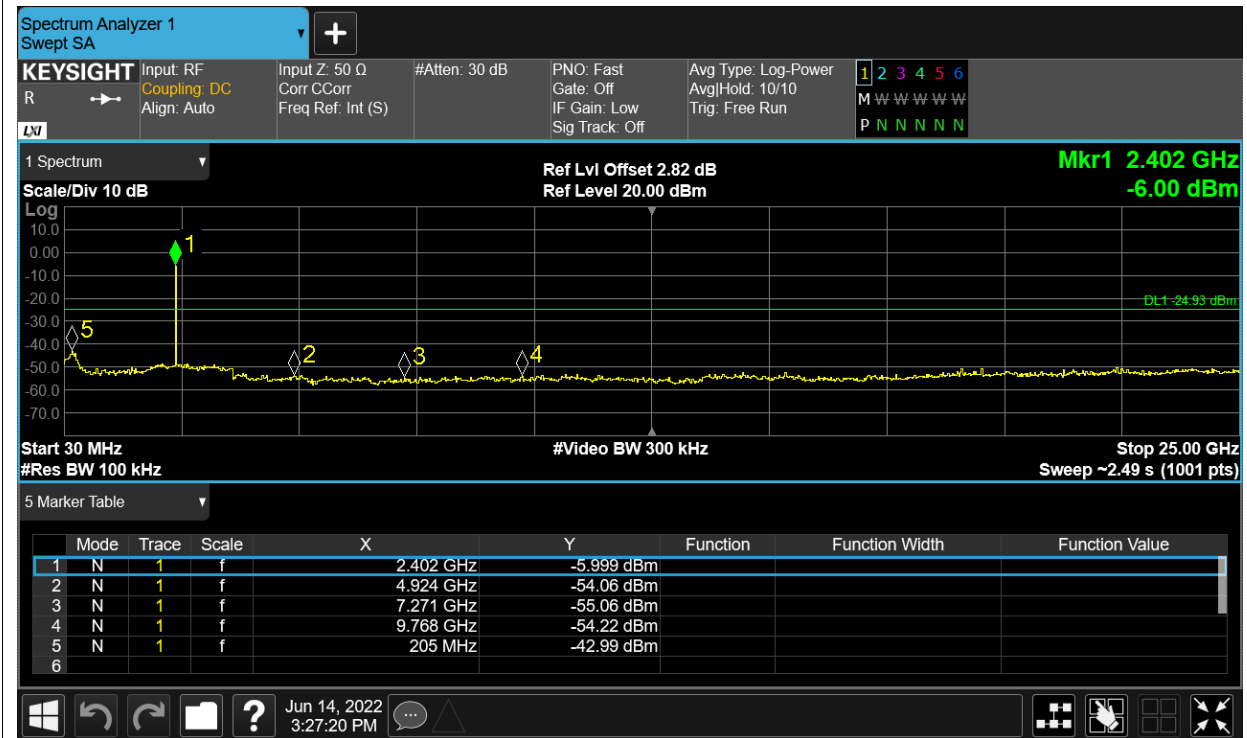 Spectrum Analyzer 1
Swept SA
KEYSIGHT
R
LXI
Input: RF
Coupling: DC
Align: Auto
Input Z: 50 Ω
Corr CCorr
Freq Ref: Int (S)
#Atten: 30 dB
PNO: Fast
Gate: Off
IF Gain: Low
Sig Track: Off
Avg Type: Log-Power
Avg|Hold: 10/10
Trig: Free Run
1 2 3 4 5 6
M W W W W W
P N N N N N
1 Spectrum
Scale/Div 10 dB
Ref Lvl Offset 2.82 dB
Ref Level 20.00 dBm
Mkr1 2.402 GHz
-6.00 dBm
Log
10.0
0.00
-10.0
-20.0
-30.0
-40.0
-50.0
-60.0
-70.0
1
5
2
3
4
DL1 -24.93 dBm
Start 30 MHz
#Video BW 300 kHz
Stop 25.00 GHz
#Res BW 100 kHz
Sweep ~2.49 s (1001 pts)
5 Marker Table
Mode Trace Scale X Y Function Function Width Function Value
1 N 1 f 2.402 GHz -5.999 dBm
2 N 1 f 4.924 GHz -54.06 dBm
3 N 1 f 7.271 GHz -55.06 dBm
4 N 1 f 9.768 GHz -54.22 dBm
5 N 1 f 205 MHz -42.99 dBm
6
?
Jun 14, 2022
3:27:20 PM